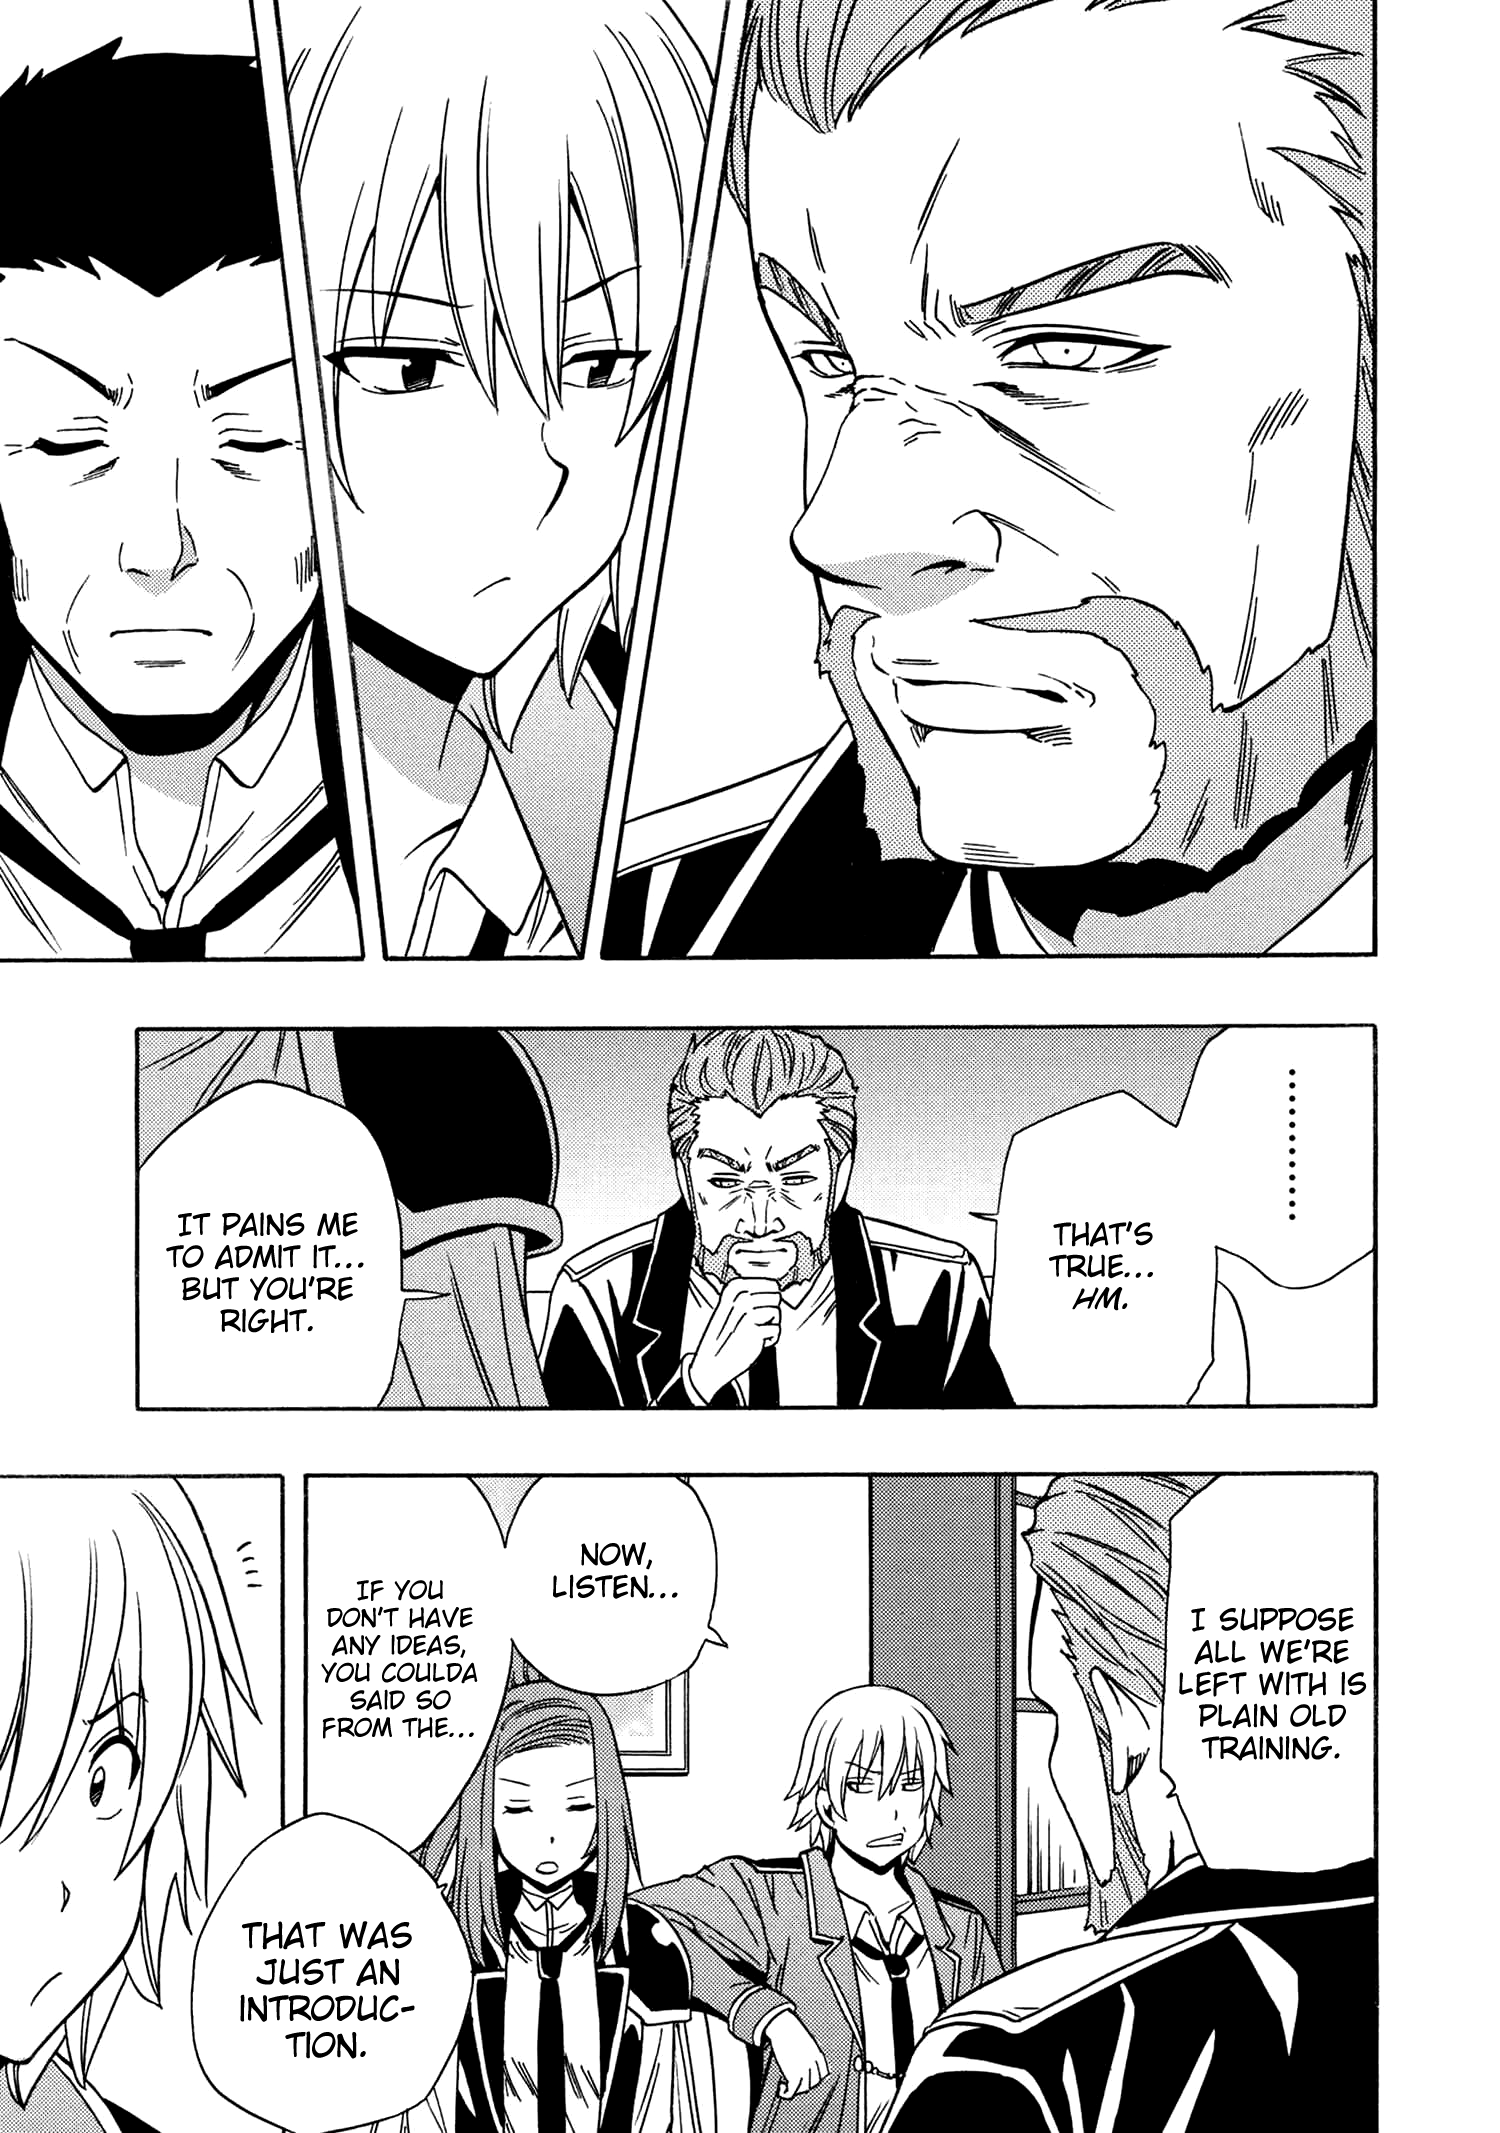 .........
THAT'S
TRUE...
HM.
IT PAINS ME
TO ADMIT IT...
BUT YOU'RE
RIGHT.
I SUPPOSE
ALL WE'RE
LEFT WITH IS
PLAIN OLD
TRAINING.
NOW,
LISTEN...
IF YOU
DON'T HAVE
ANY IDEAS,
YOU COULDA
SAID SO
FROM THE...
THAT WAS
JUST AN
INTRODUC-
TION.